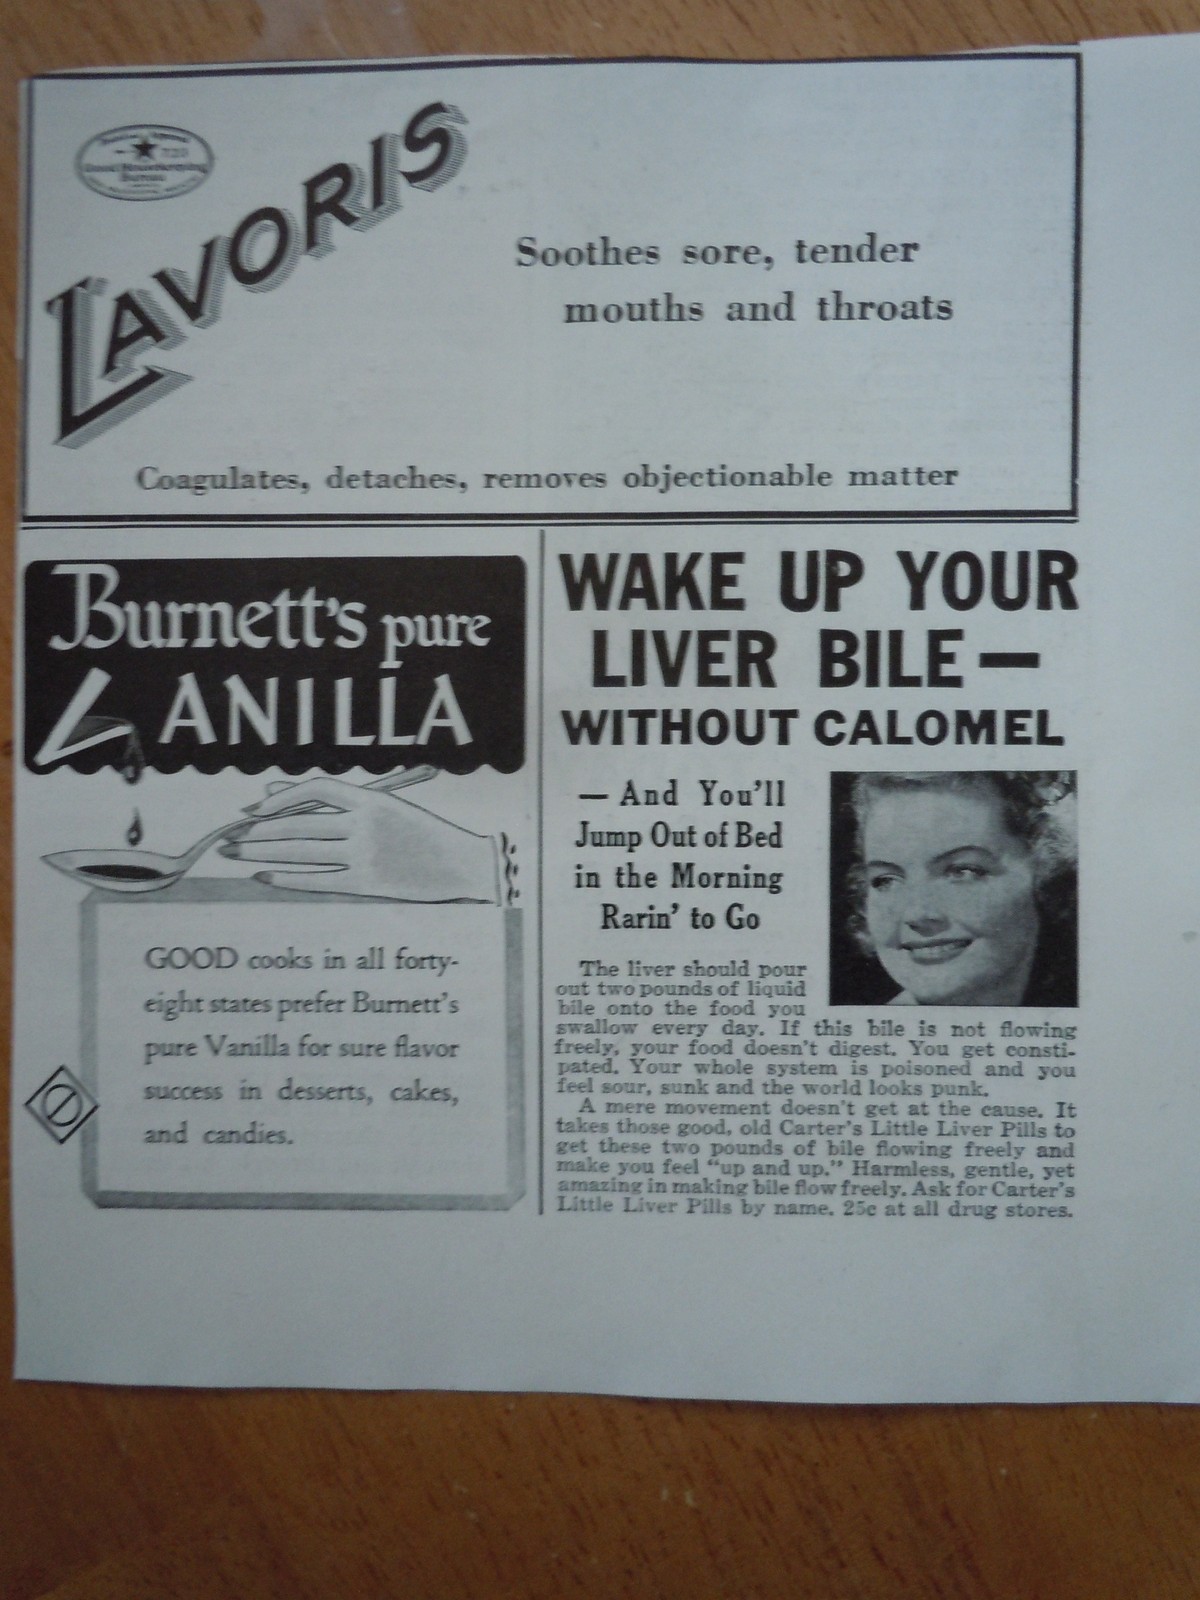 Good Housekeeping
Bureau
LAVORIS
Soothes sore, tender
mouths and throats
Coagulates, detaches, removes objectionable matter
Burnett's pure
VANILLA
GOOD cooks in all forty-
eight states prefer Burnett's
pure Vanilla for sure flavor
success in desserts, cakes,
and candies.
WAKE UP YOUR
LIVER BILE—
WITHOUT CALOMEL
— And You'll
Jump Out of Bed
in the Morning
Rarin' to Go
The liver should pour
out two pounds of liquid
bile onto the food you
swallow every day. If this bile is not flowing
freely, your food doesn't digest. You get consti-
pated. Your whole system is poisoned and you
feel sour, sunk and the world looks punk.
A mere movement doesn't get at the cause. It
takes those good, old Carter's Little Liver Pills to
get these two pounds of bile flowing freely and
make you feel "up and up." Harmless, gentle, yet
amazing in making bile flow freely. Ask for Carter's
Little Liver Pills by name. 25c at all drug stores.